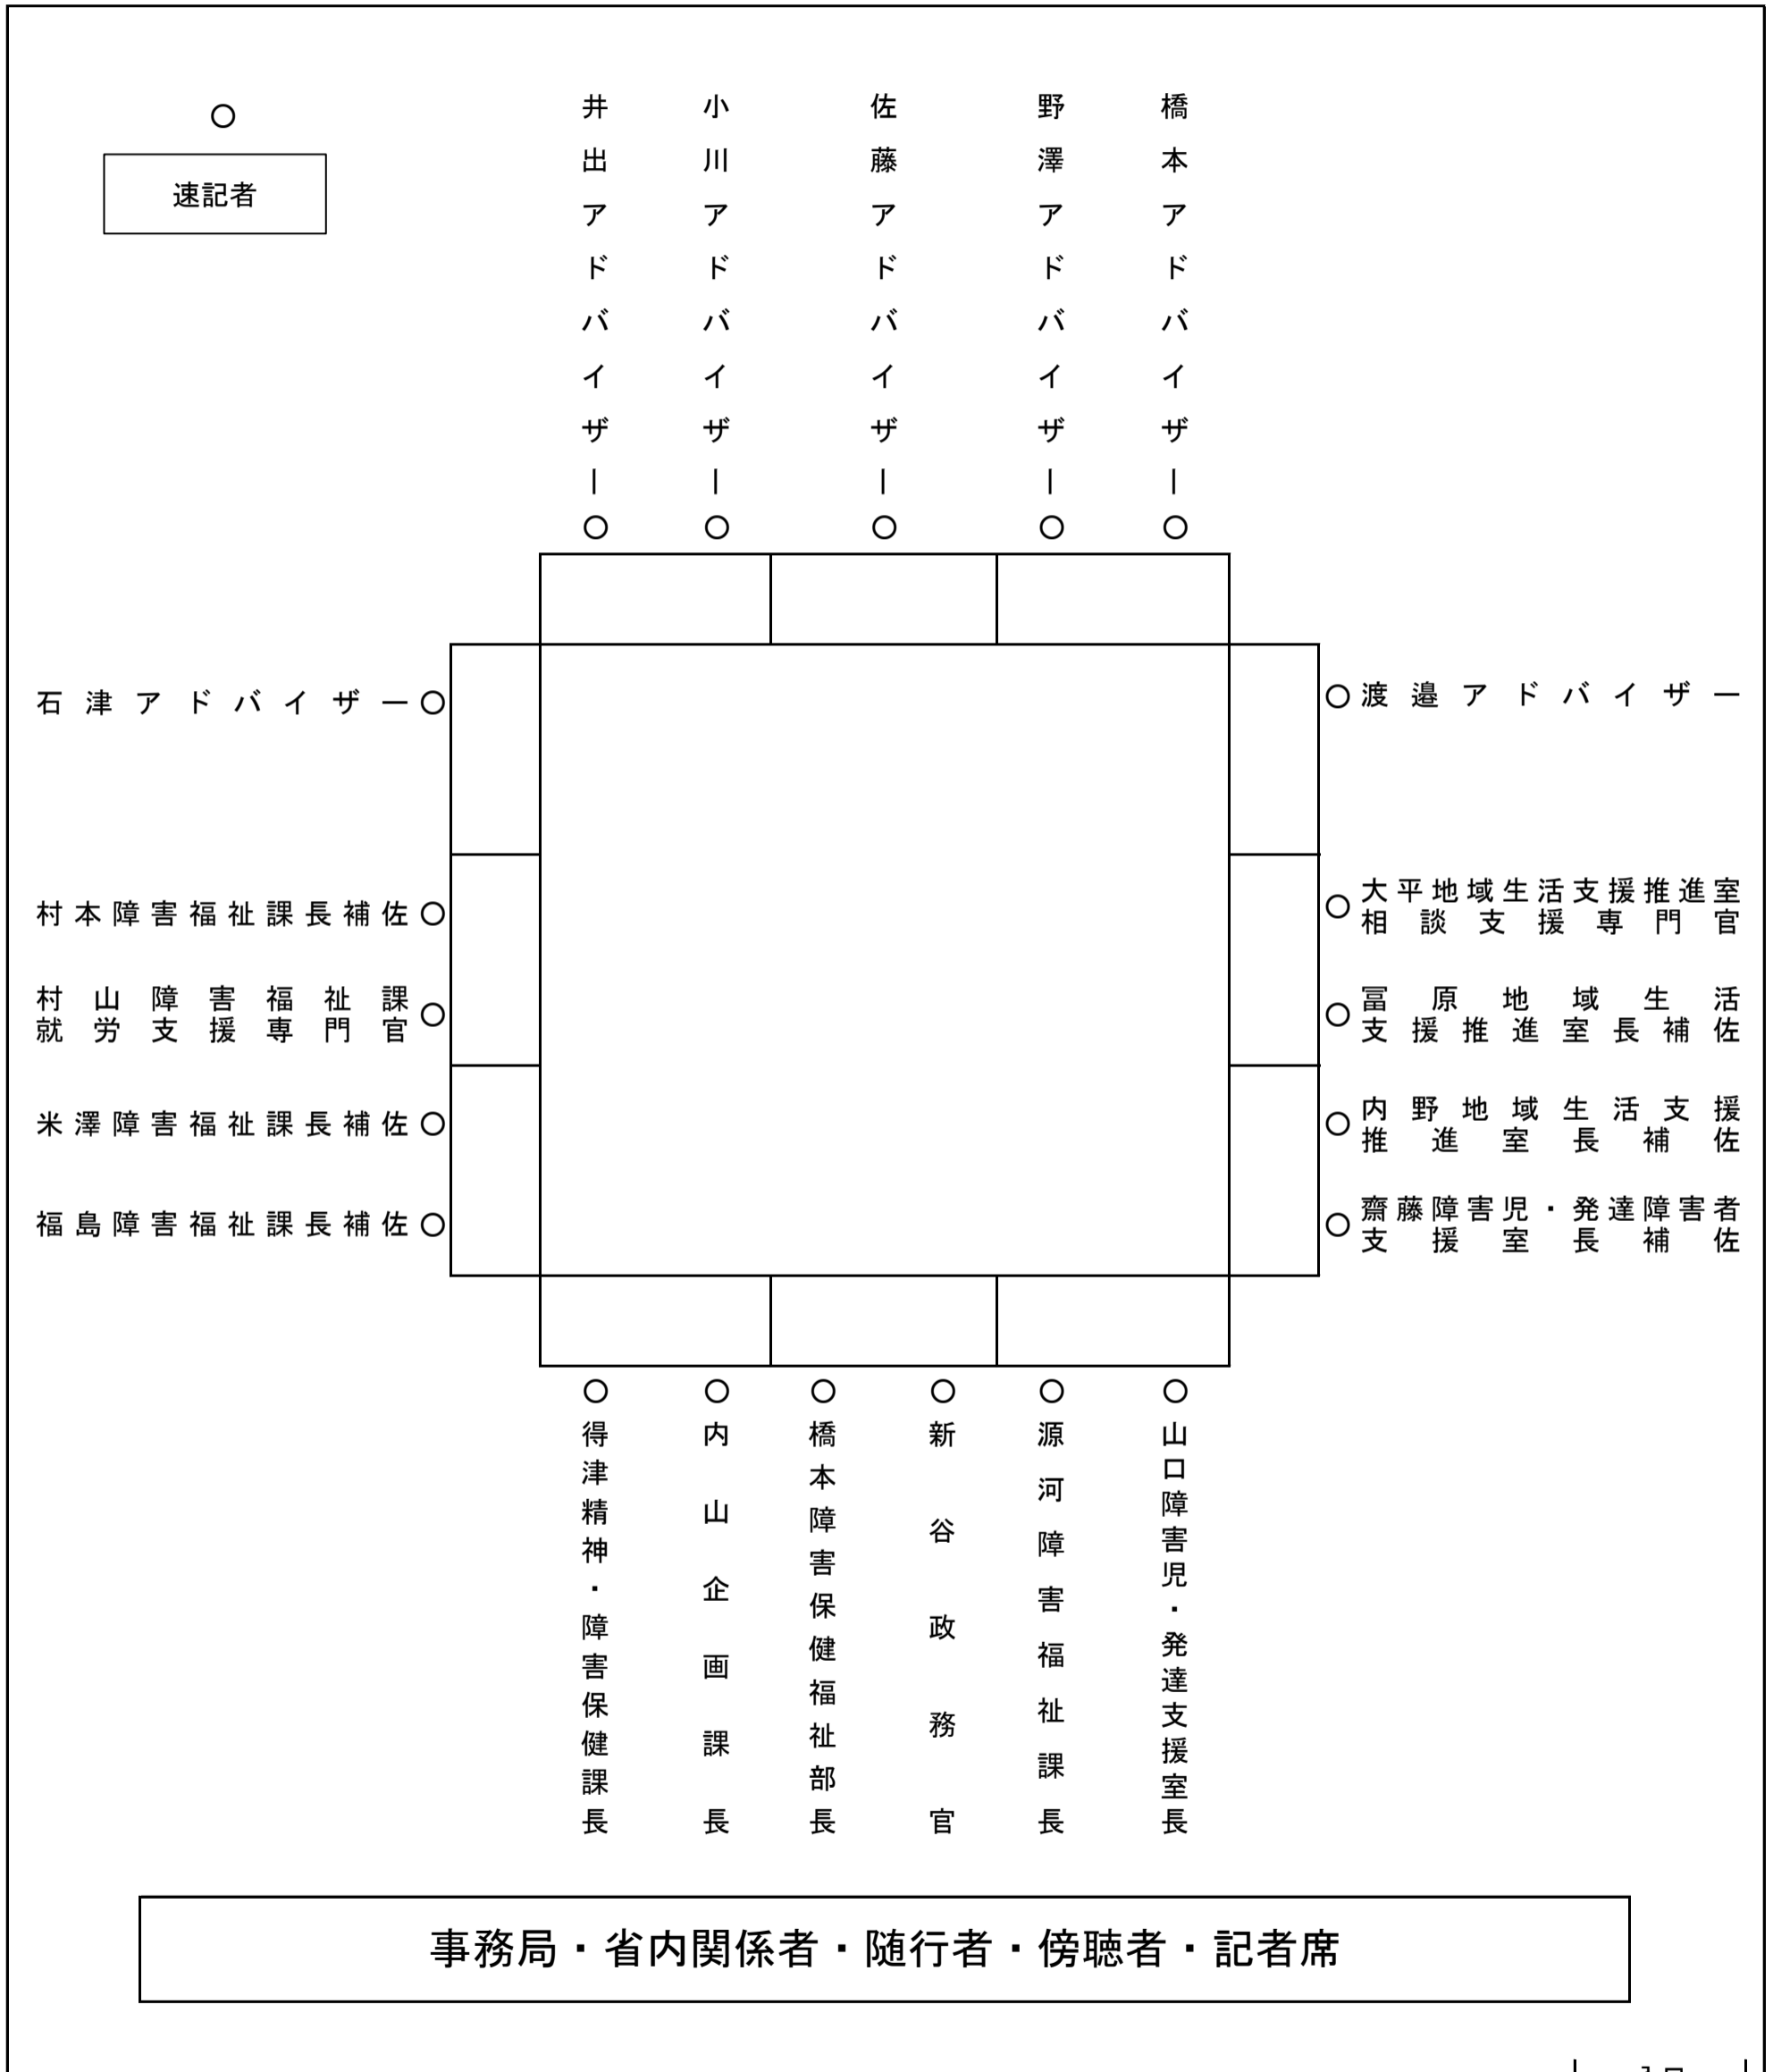 速記者
井出アドバイザー
小川アドバイザー
佐藤アドバイザー
野澤アドバイザー
橋本アドバイザー
石津アドバイザー
渡邉アドバイザー
村本障害福祉課長補佐
村山障害福祉課
就労支援専門官
米澤障害福祉課長補佐
福島障害福祉課長補佐
大平地域生活支援推進室
相談支援専門官
冨原地域生活
支援推進室長補佐
内野地域生活支援
推進室長補佐
齋藤障害児・発達障害者
支援室長補佐
得津精神・障害保健課長
内山企画課長
橋本障害保健福祉部長
新谷政務官
源河障害福祉課長
山口障害児・発達支援室長
事務局・省内関係者・随行者・傍聴者・記者席